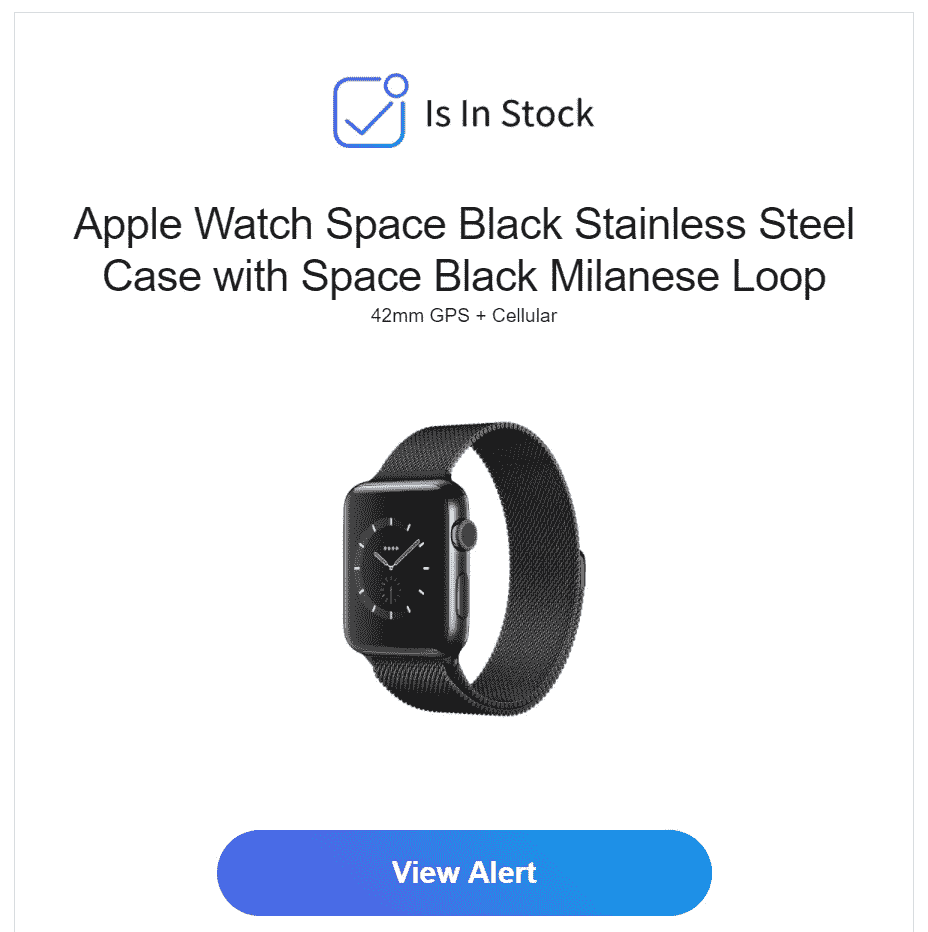 Is In Stock
Apple Watch Space Black Stainless Steel
Case with Space Black Milanese Loop
42mm GPS + Cellular
View Alert